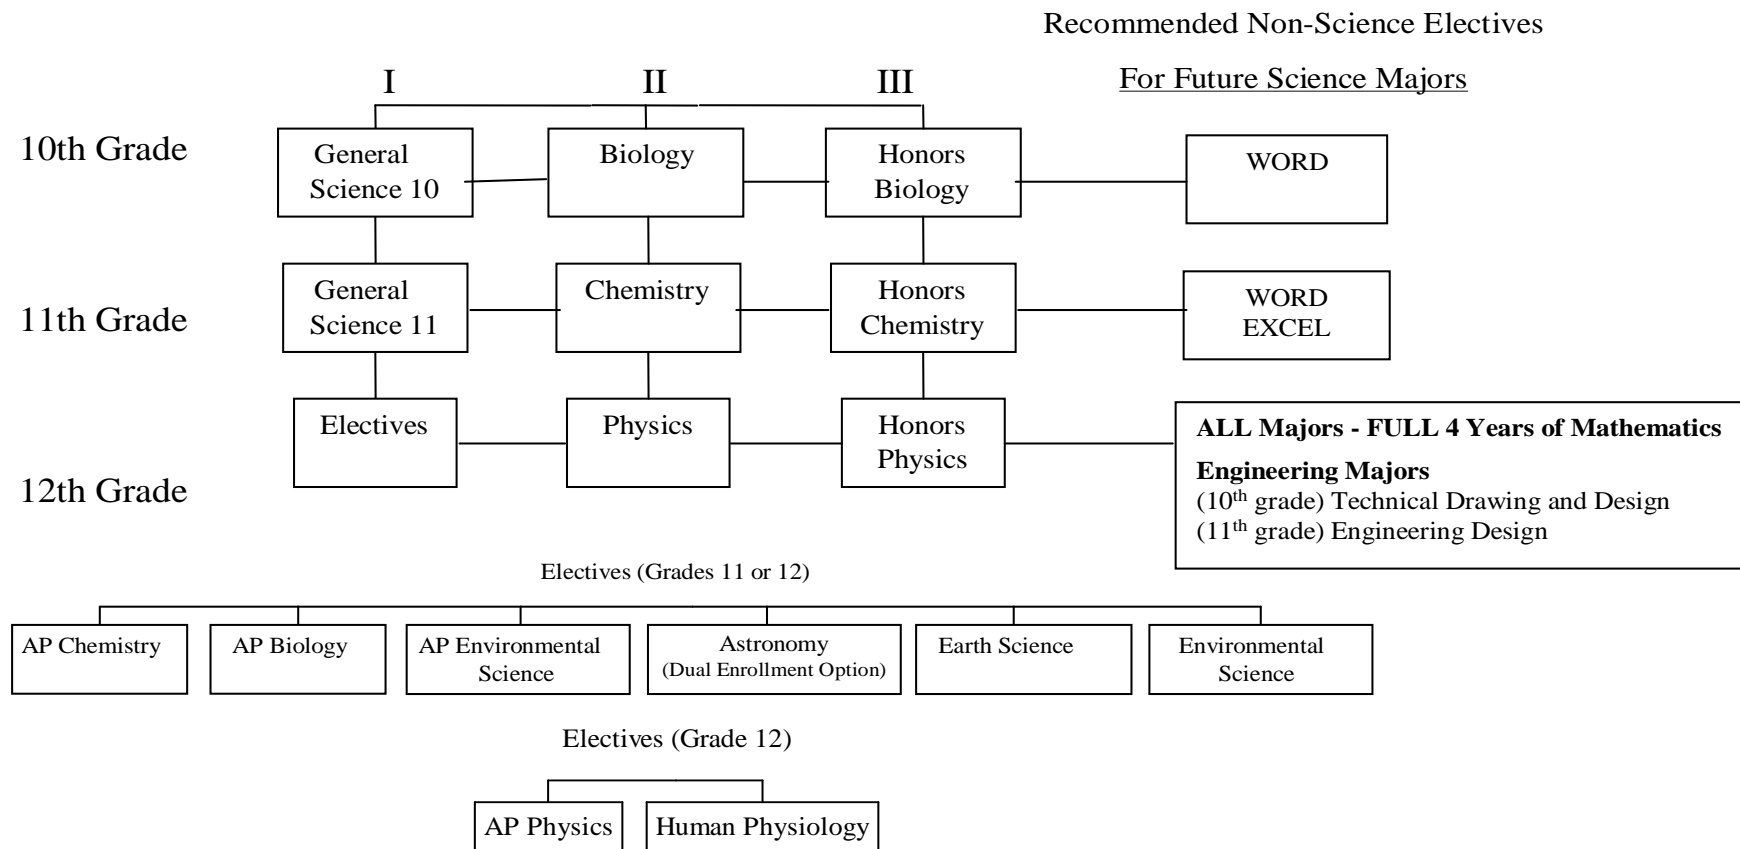 Recommended Non-Science Electives
For Future Science Majors
I II III
10th Grade
General
Science 10
Biology
Honors
Biology
WORD
11th Grade
General
Science 11
Chemistry
Honors
Chemistry
WORD
EXCEL
12th Grade
Electives
Physics
Honors
Physics
ALL Majors - FULL 4 Years of Mathematics
Engineering Majors
(10th grade) Technical Drawing and Design
(11th grade) Engineering Design
Electives (Grades 11 or 12)
AP Chemistry
AP Biology
AP Environmental
Science
Astronomy
(Dual Enrollment Option)
Earth Science
Environmental
Science
Electives (Grade 12)
AP Physics
Human Physiology